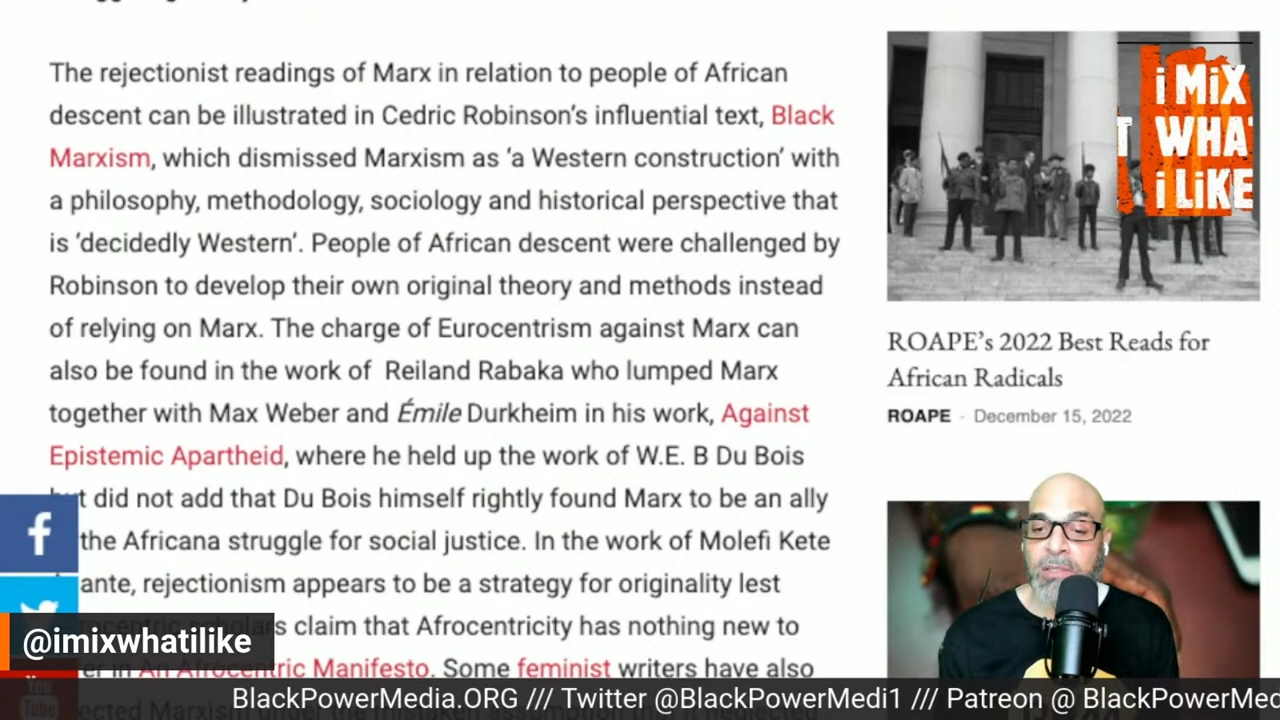 The rejectionist readings of Marx in relation to people of African
descent can be illustrated in Cedric Robinson's influential text, Black
Marxism, which dismissed Marxism as 'a Western construction' with
a philosophy, methodology, sociology and historical perspective that
is 'decidedly Western'. People of African descent were challenged by
Robinson to develop their own original theory and methods instead
of relying on Marx. The charge of Eurocentrism against Marx can
also be found in the work of Reiland Rabaka who lumped Marx
together with Max Weber and Émile Durkheim in his work, Against
Epistemic Apartheid, where he held up the work of W.E. B Du Bois
but did not add that Du Bois himself rightly found Marx to be an ally
the Africana struggle for social justice. In the work of Molefi Kete
ante, rejectionism appears to be a strategy for originality lest
s claim that Afrocentricity has nothing new to
er in An Afrocentric Manifesto. Some feminist writers have also
i MiX
T WHAT
i LiKE
ROAPE's 2022 Best Reads for
African Radicals
ROAPE - December 15, 2022
f
@imixwhatilike
You
Tube
BlackPowerMedia.ORG /// Twitter @BlackPowerMedi1 /// Patreon @ BlackPowerMed